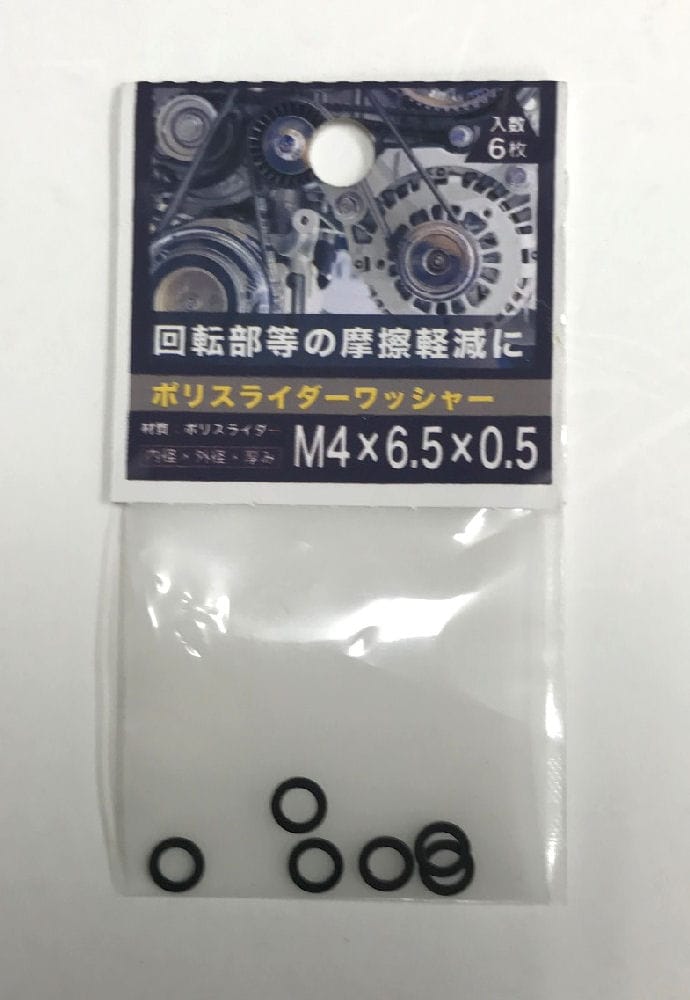 入数
6枚
回転部等の摩擦軽減に
ポリスライダーワッシャー
材質：ポリスライダー
内径×外径×厚み
M4×6.5×0.5